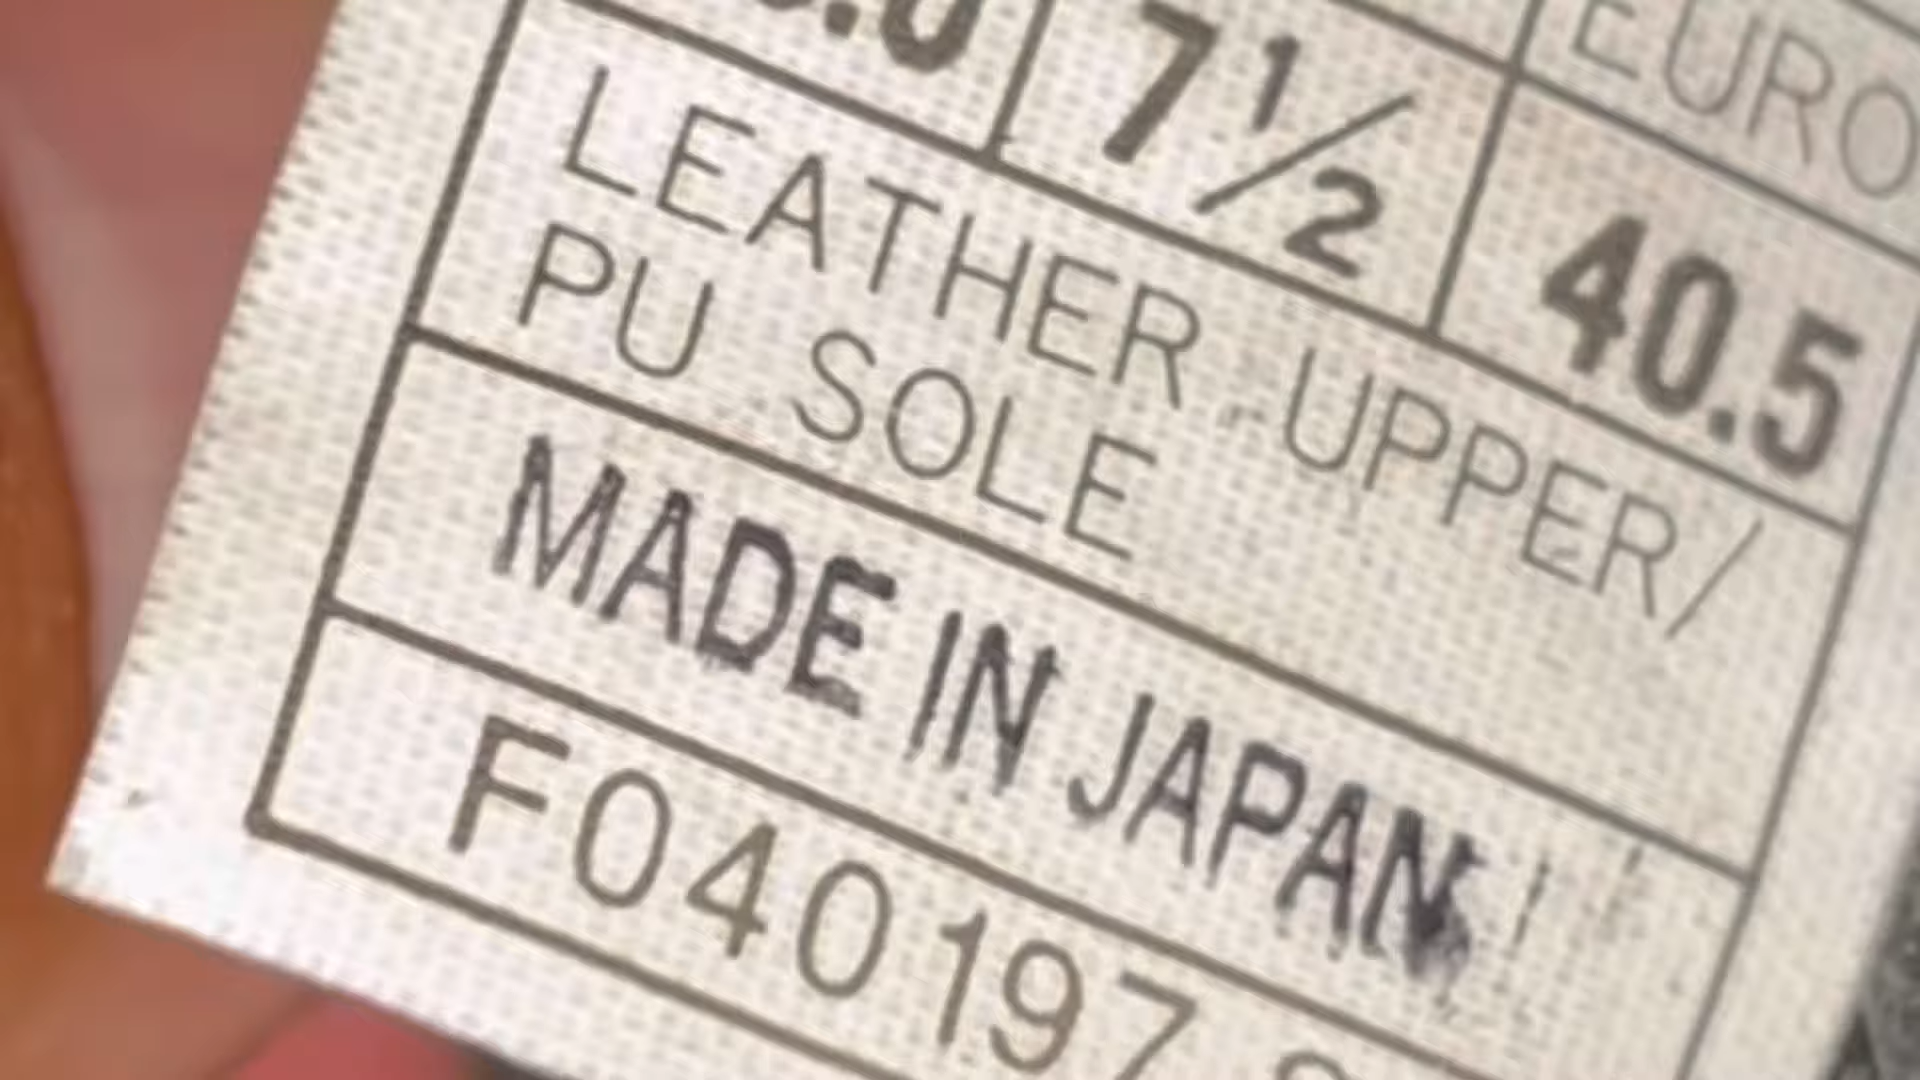 EURO
7 1/2 40.5
LEATHER UPPER/
PU SOLE
MADE IN JAPAN
F040197